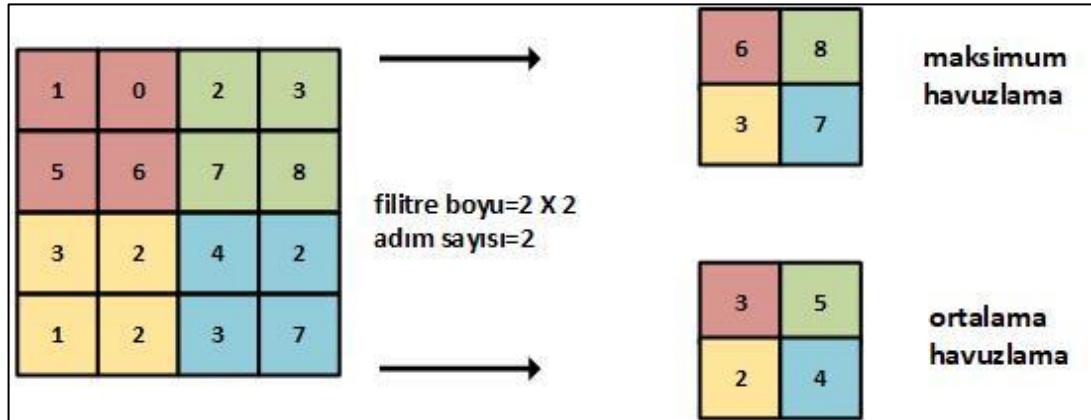 1 0 2 3
5 6 7 8
3 2 4 2
1 2 3 7
filitre boyu=2 X 2
adım sayısı=2
6 8
3 7
maksimum
havuzlama
3 5
2 4
ortalama
havuzlama